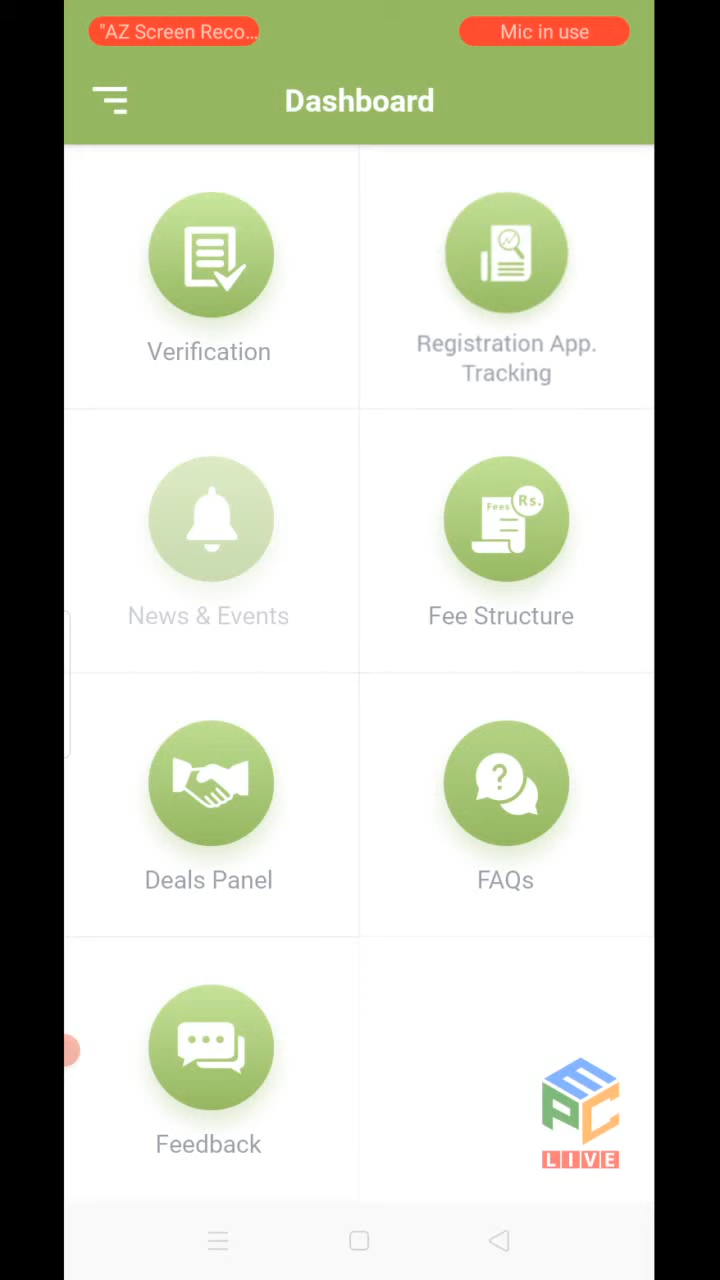 "AZ Screen Reco...
Mic in use
Dashboard
Verification
Registration App.
Tracking
News & Events
Fees
Rs.
Fee Structure
Deals Panel
?
FAQs
Feedback
EPC
LIVE